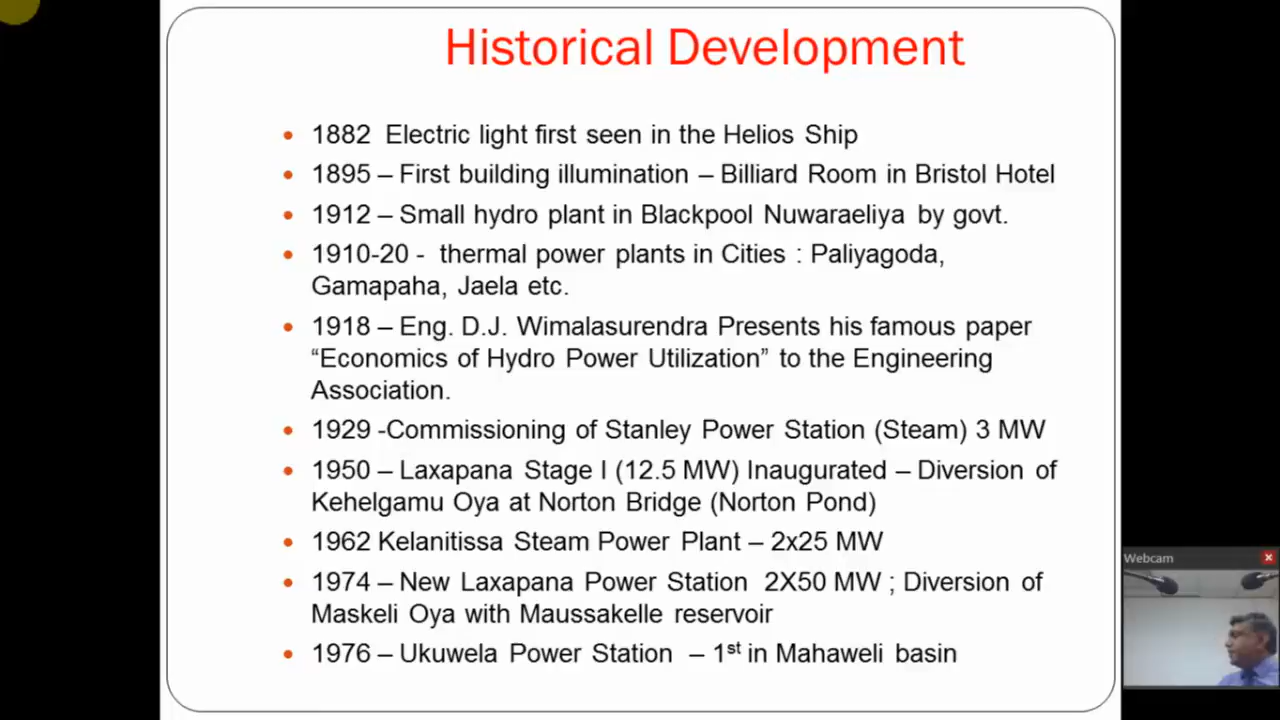 Historical Development
• 1882 Electric light first seen in the Helios Ship
• 1895 – First building illumination – Billiard Room in Bristol Hotel
• 1912 – Small hydro plant in Blackpool Nuwaraeliya by govt.
• 1910-20 - thermal power plants in Cities : Paliyagoda,
Gamapaha, Jaela etc.
• 1918 – Eng. D.J. Wimalasurendra Presents his famous paper
“Economics of Hydro Power Utilization” to the Engineering
Association.
• 1929 -Commissioning of Stanley Power Station (Steam) 3 MW
• 1950 – Laxapana Stage I (12.5 MW) Inaugurated – Diversion of
Kehelgamu Oya at Norton Bridge (Norton Pond)
• 1962 Kelanitissa Steam Power Plant – 2x25 MW
• 1974 – New Laxapana Power Station 2X50 MW ; Diversion of
Maskeli Oya with Maussakelle reservoir
• 1976 – Ukuwela Power Station – 1st in Mahaweli basin
Webcam